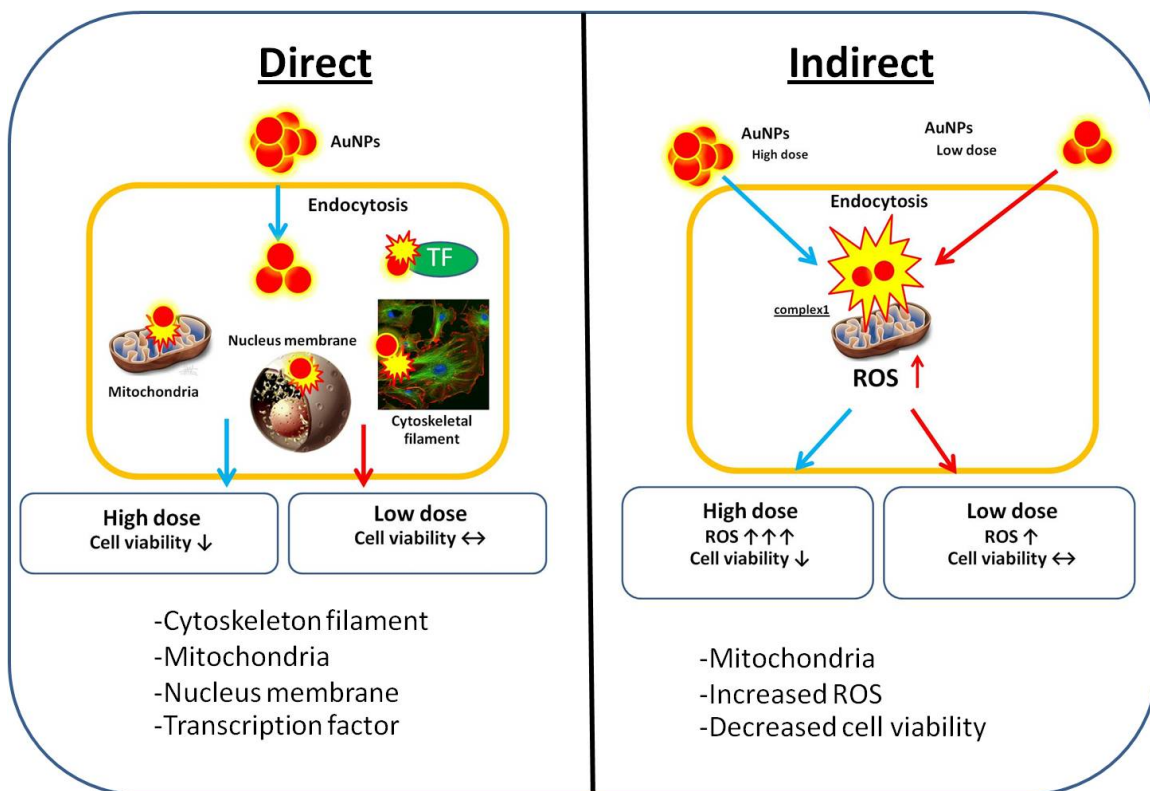 Direct
AuNPs
Endocytosis
TF
Mitochondria
Nucleus membrane
Cytoskeletal
filament
High dose
Cell viability ↓
Low dose
Cell viability ↔
-Cytoskeleton filament
-Mitochondria
-Nucleus membrane
-Transcription factor
Indirect
AuNPs
High dose
AuNPs
Low dose
Endocytosis
complex1
ROS ↑
High dose
ROS ↑↑↑
Cell viability ↓
Low dose
ROS ↑
Cell viability ↔
-Mitochondria
-Increased ROS
-Decreased cell viability